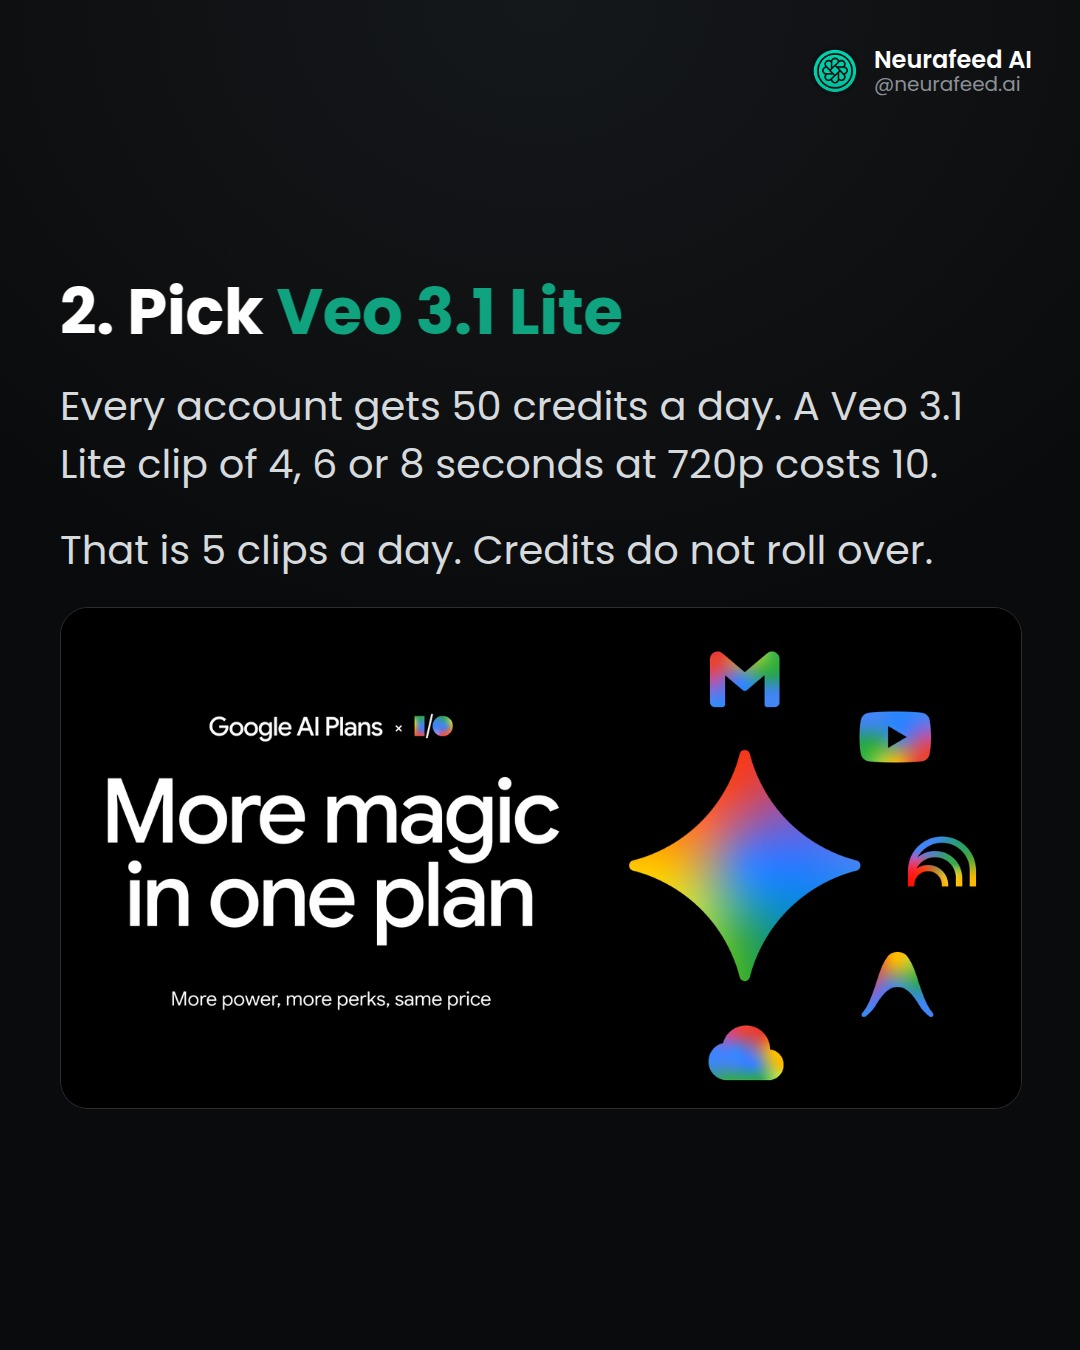 Neurafeed AI
@neurafeed.ai
2. Pick Veo 3.1 Lite
Every account gets 50 credits a day. A Veo 3.1
Lite clip of 4, 6 or 8 seconds at 720p costs 10.
That is 5 clips a day. Credits do not roll over.
Google AI Plans × I/O
More magic
in one plan
More power, more perks, same price